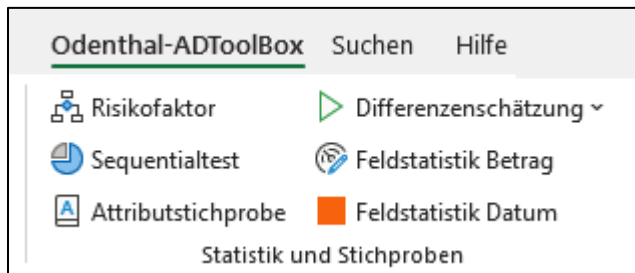 Odenthal-ADToolBox Suchen Hilfe
Risikofaktor Differenzenschätzung
Sequentialtest Feldstatistik Betrag
A Attributstichprobe Feldstatistik Datum
Statistik und Stichproben